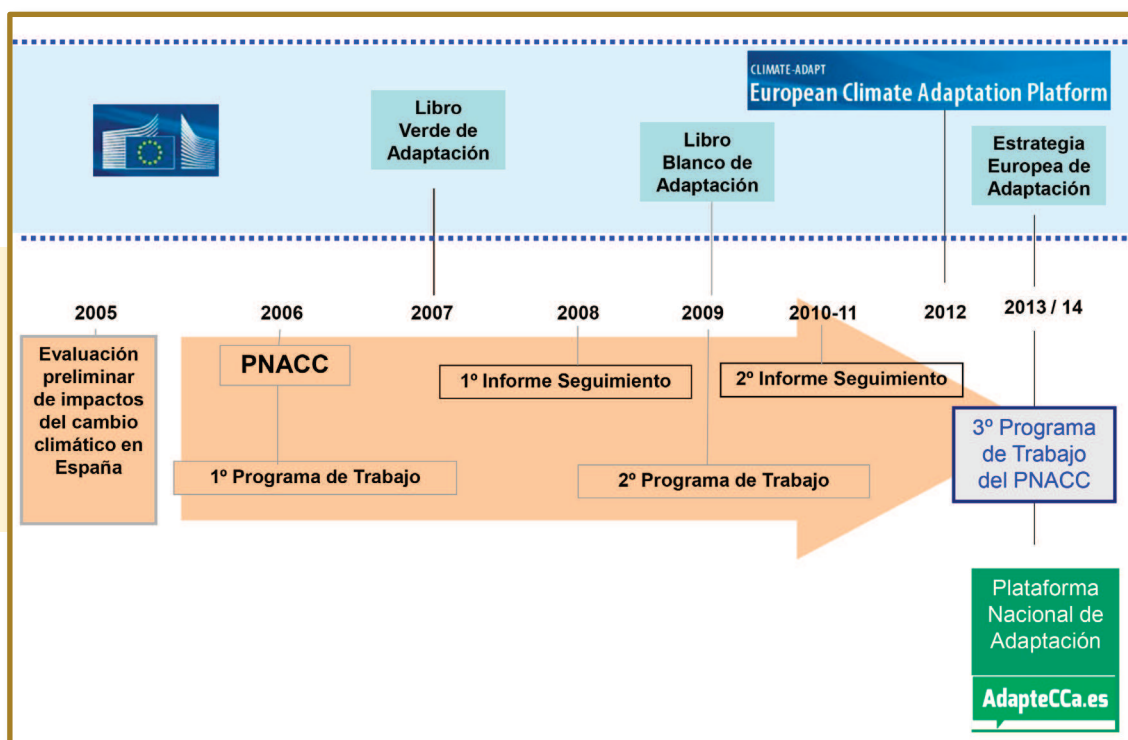 CLIMATE-ADAPT
European Climate Adaptation Platform
Libro
Verde de
Adaptación
Libro
Blanco de
Adaptación
Estrategia
Europea de
Adaptación
2005
2006
2007
2008
2009
2010-11
2012
2013 / 14
Evaluación
preliminar
de impactos
del cambio
climático en
España
PNACC
1º Informe Seguimiento
2º Informe Seguimiento
1º Programa de Trabajo
2º Programa de Trabajo
3º Programa
de Trabajo
del PNACC
Plataforma
Nacional de
Adaptación
AdapteCCa.es